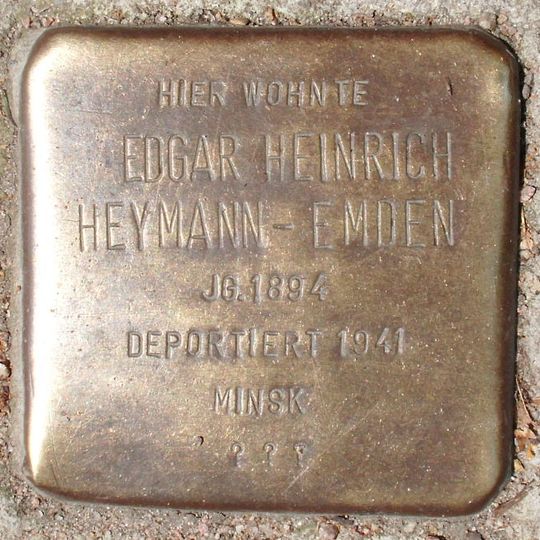 HIER WOHNTE
EDGAR HEINRICH
HEYMANN-EMDEN
JG. 1894
DEPORTIERT 1941
MINSK
???